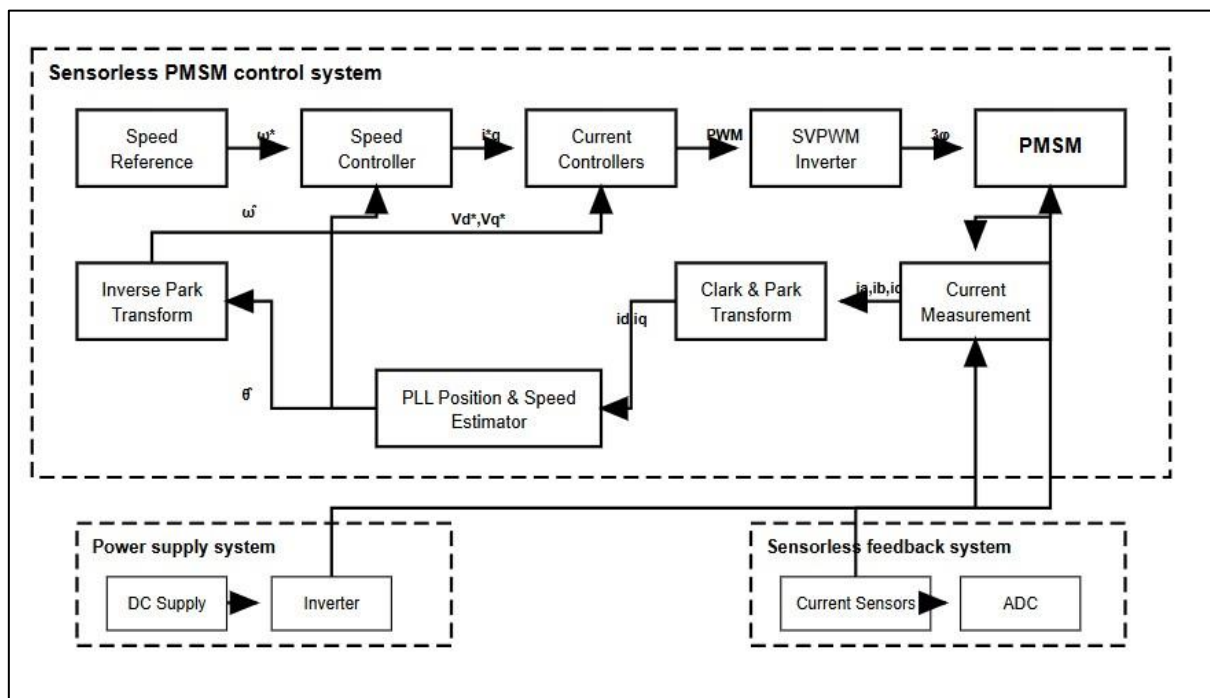 Sensorless PMSM control system
Speed
Reference
ω*
Speed
Controller
i*q
Current
Controllers
PWM
SVPWM
Inverter
3φ
PMSM
ω̂
Vd*,Vq*
Inverse Park
Transform
Clark & Park
Transform
ia,ib,ic
Current
Measurement
id,iq
θ̂
PLL Position & Speed
Estimator
Power supply system
DC Supply
Inverter
Sensorless feedback system
Current Sensors
ADC